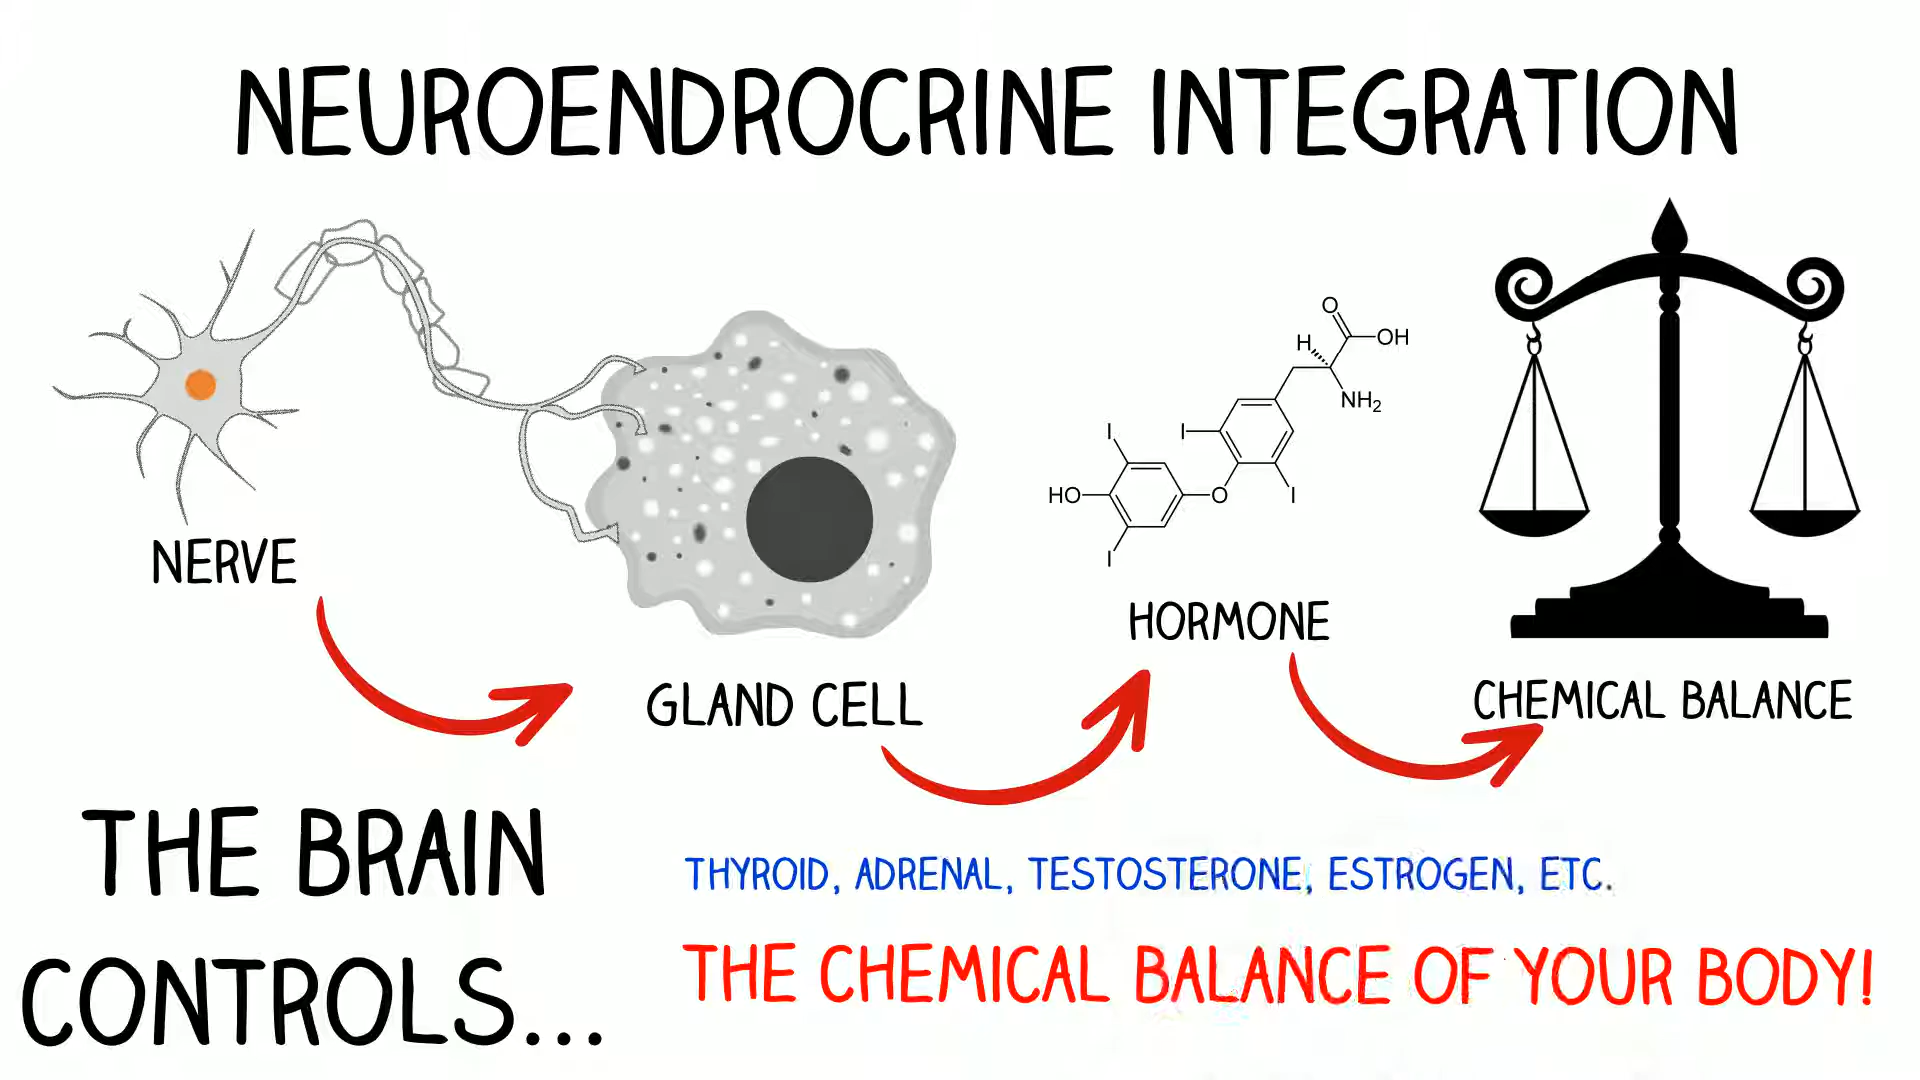 NEUROENDROCRINE INTEGRATION
O
H
OH
NH2
I
I
HO
O
I
I
NERVE
HORMONE
GLAND CELL
CHEMICAL BALANCE
THE BRAIN
CONTROLS...
THYROID, ADRENAL, TESTOSTERONE, ESTROGEN, ETC.
THE CHEMICAL BALANCE OF YOUR BODY!